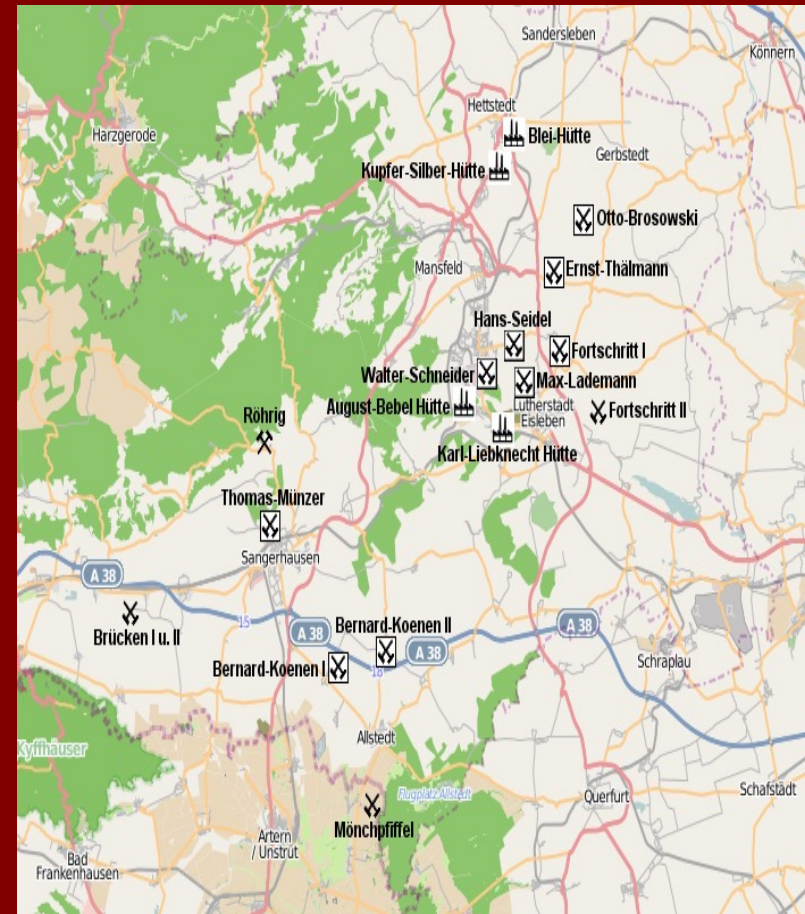 Sandersleben
Könnern
Hettstedt
Harzgerode
Blei-Hütte
Gerbstedt
Kupfer-Silber-Hütte
Otto-Brosowski
Mansfeld
Ernst-Thälmann
Hans-Seidel
Fortschritt I
Walter-Schneider
Max-Lademann
August-Bebel Hütte
Lutherstadt
Eisleben
Fortschritt II
Röhrig
Karl-Liebknecht Hütte
Thomas-Münzer
Sangerhausen
A 38
Brücken I u. II
15
A 38
Bernard-Koenen II
A 38
A 38
Bernard-Koenen I
18
Schraplau
Allstedt
Kyffhäuser
Flugplatz Allstedt
Querfurt
Schafstädt
Mönchpfiffel
Artern
/ Unstrut
Bad
Frankenhausen